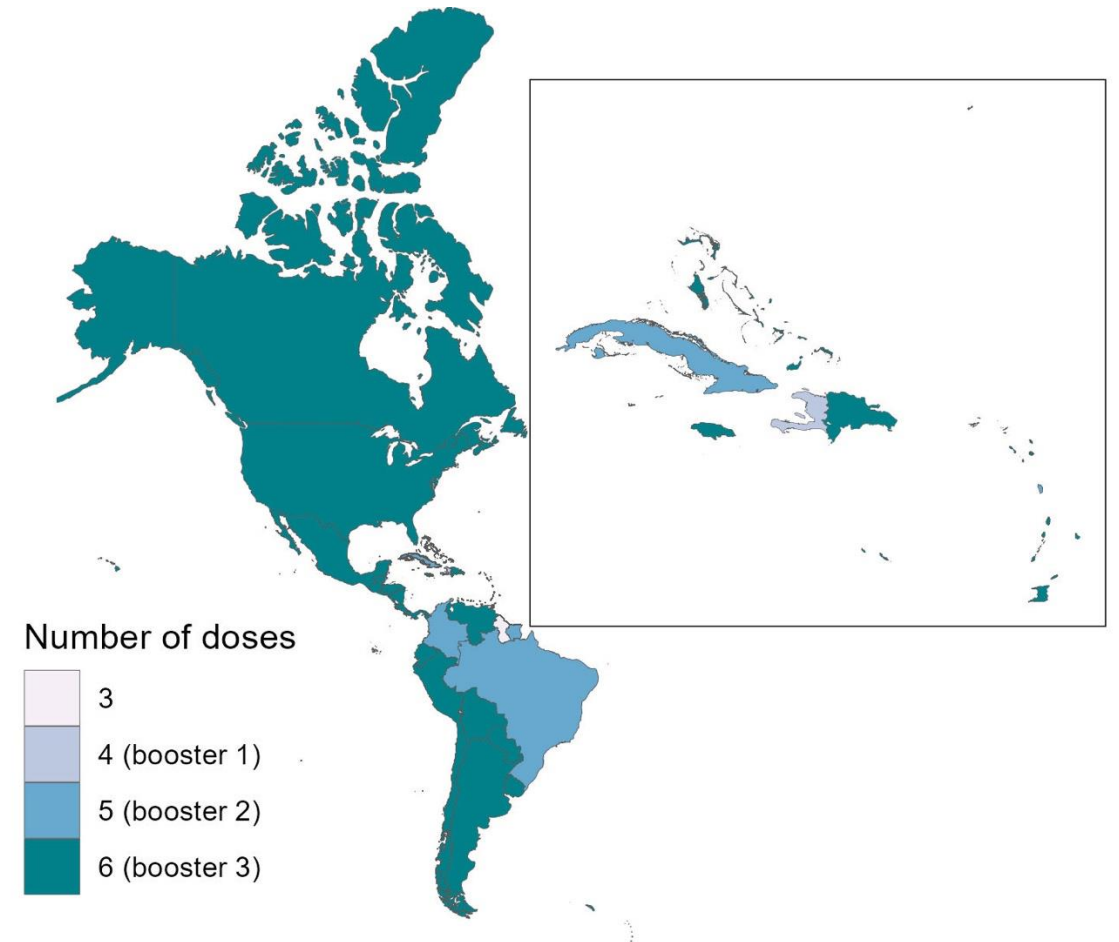 Number of doses
3
4 (booster 1)
5 (booster 2)
6 (booster 3)